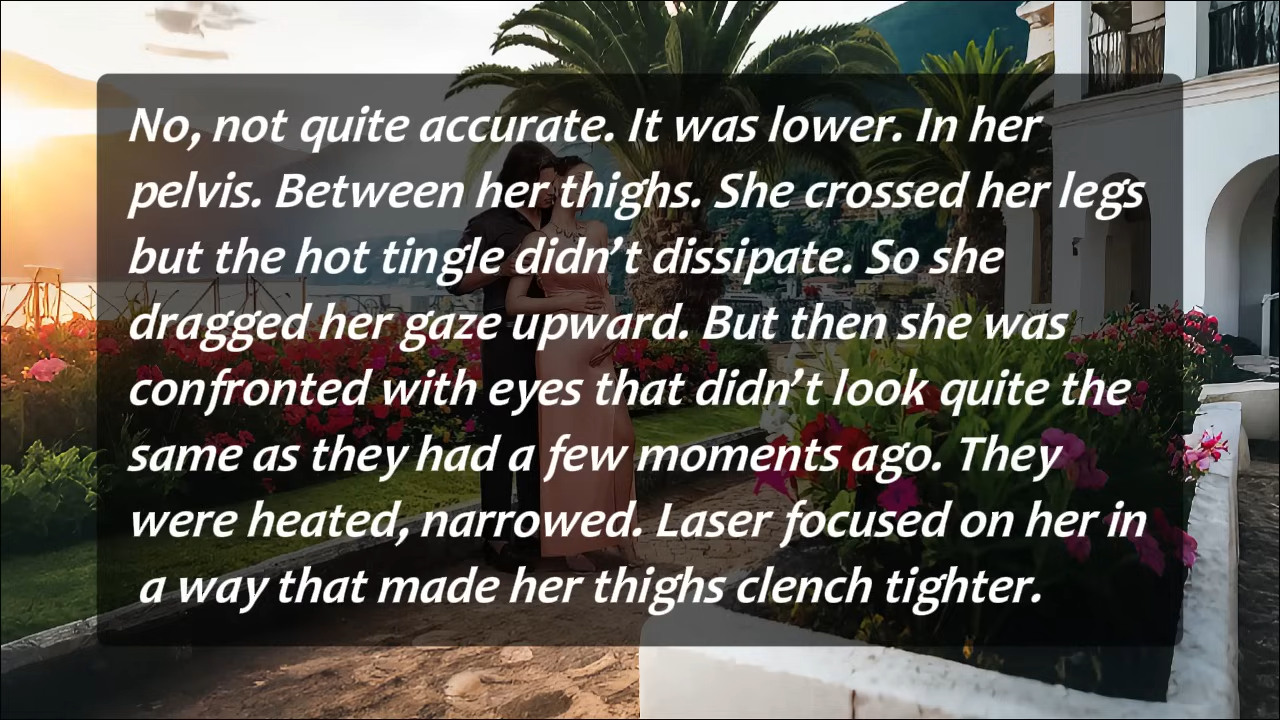 No, not quite accurate. It was lower. In her
pelvis. Between her thighs. She crossed her legs
but the hot tingle didn’t dissipate. So she
dragged her gaze upward. But then she was
confronted with eyes that didn’t look quite the
same as they had a few moments ago. They
were heated, narrowed. Laser focused on her in
a way that made her thighs clench tighter.